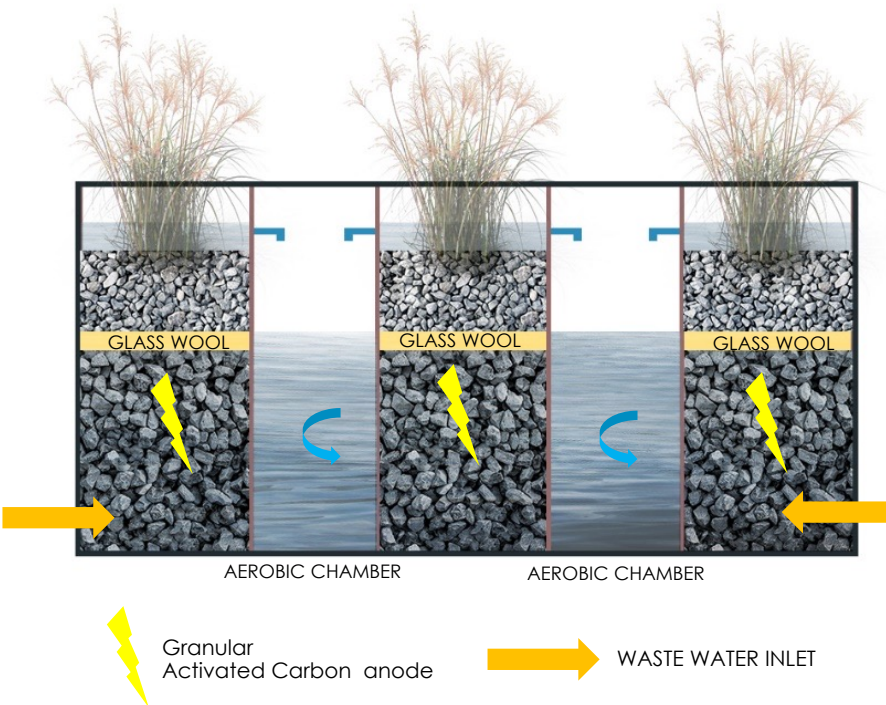 GLASS WOOL
GLASS WOOL
GLASS WOOL
AEROBIC CHAMBER
AEROBIC CHAMBER
Granular
Activated Carbon anode
WASTE WATER INLET